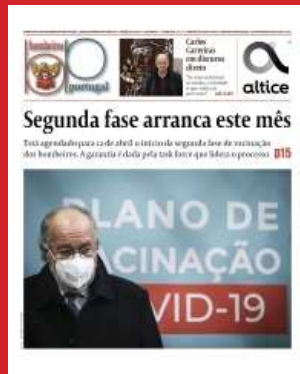 bombeiros
portugal
Carlos
Carreiras
em discurso
direto
altice
Segunda fase arranca este mês
Está agendado para 12 de abril o início da segunda fase de vacinação
dos bombeiros. A garantia é dada pela task force que lidera o processo P15
PLANO DE
VACINAÇÃO
COVID-19